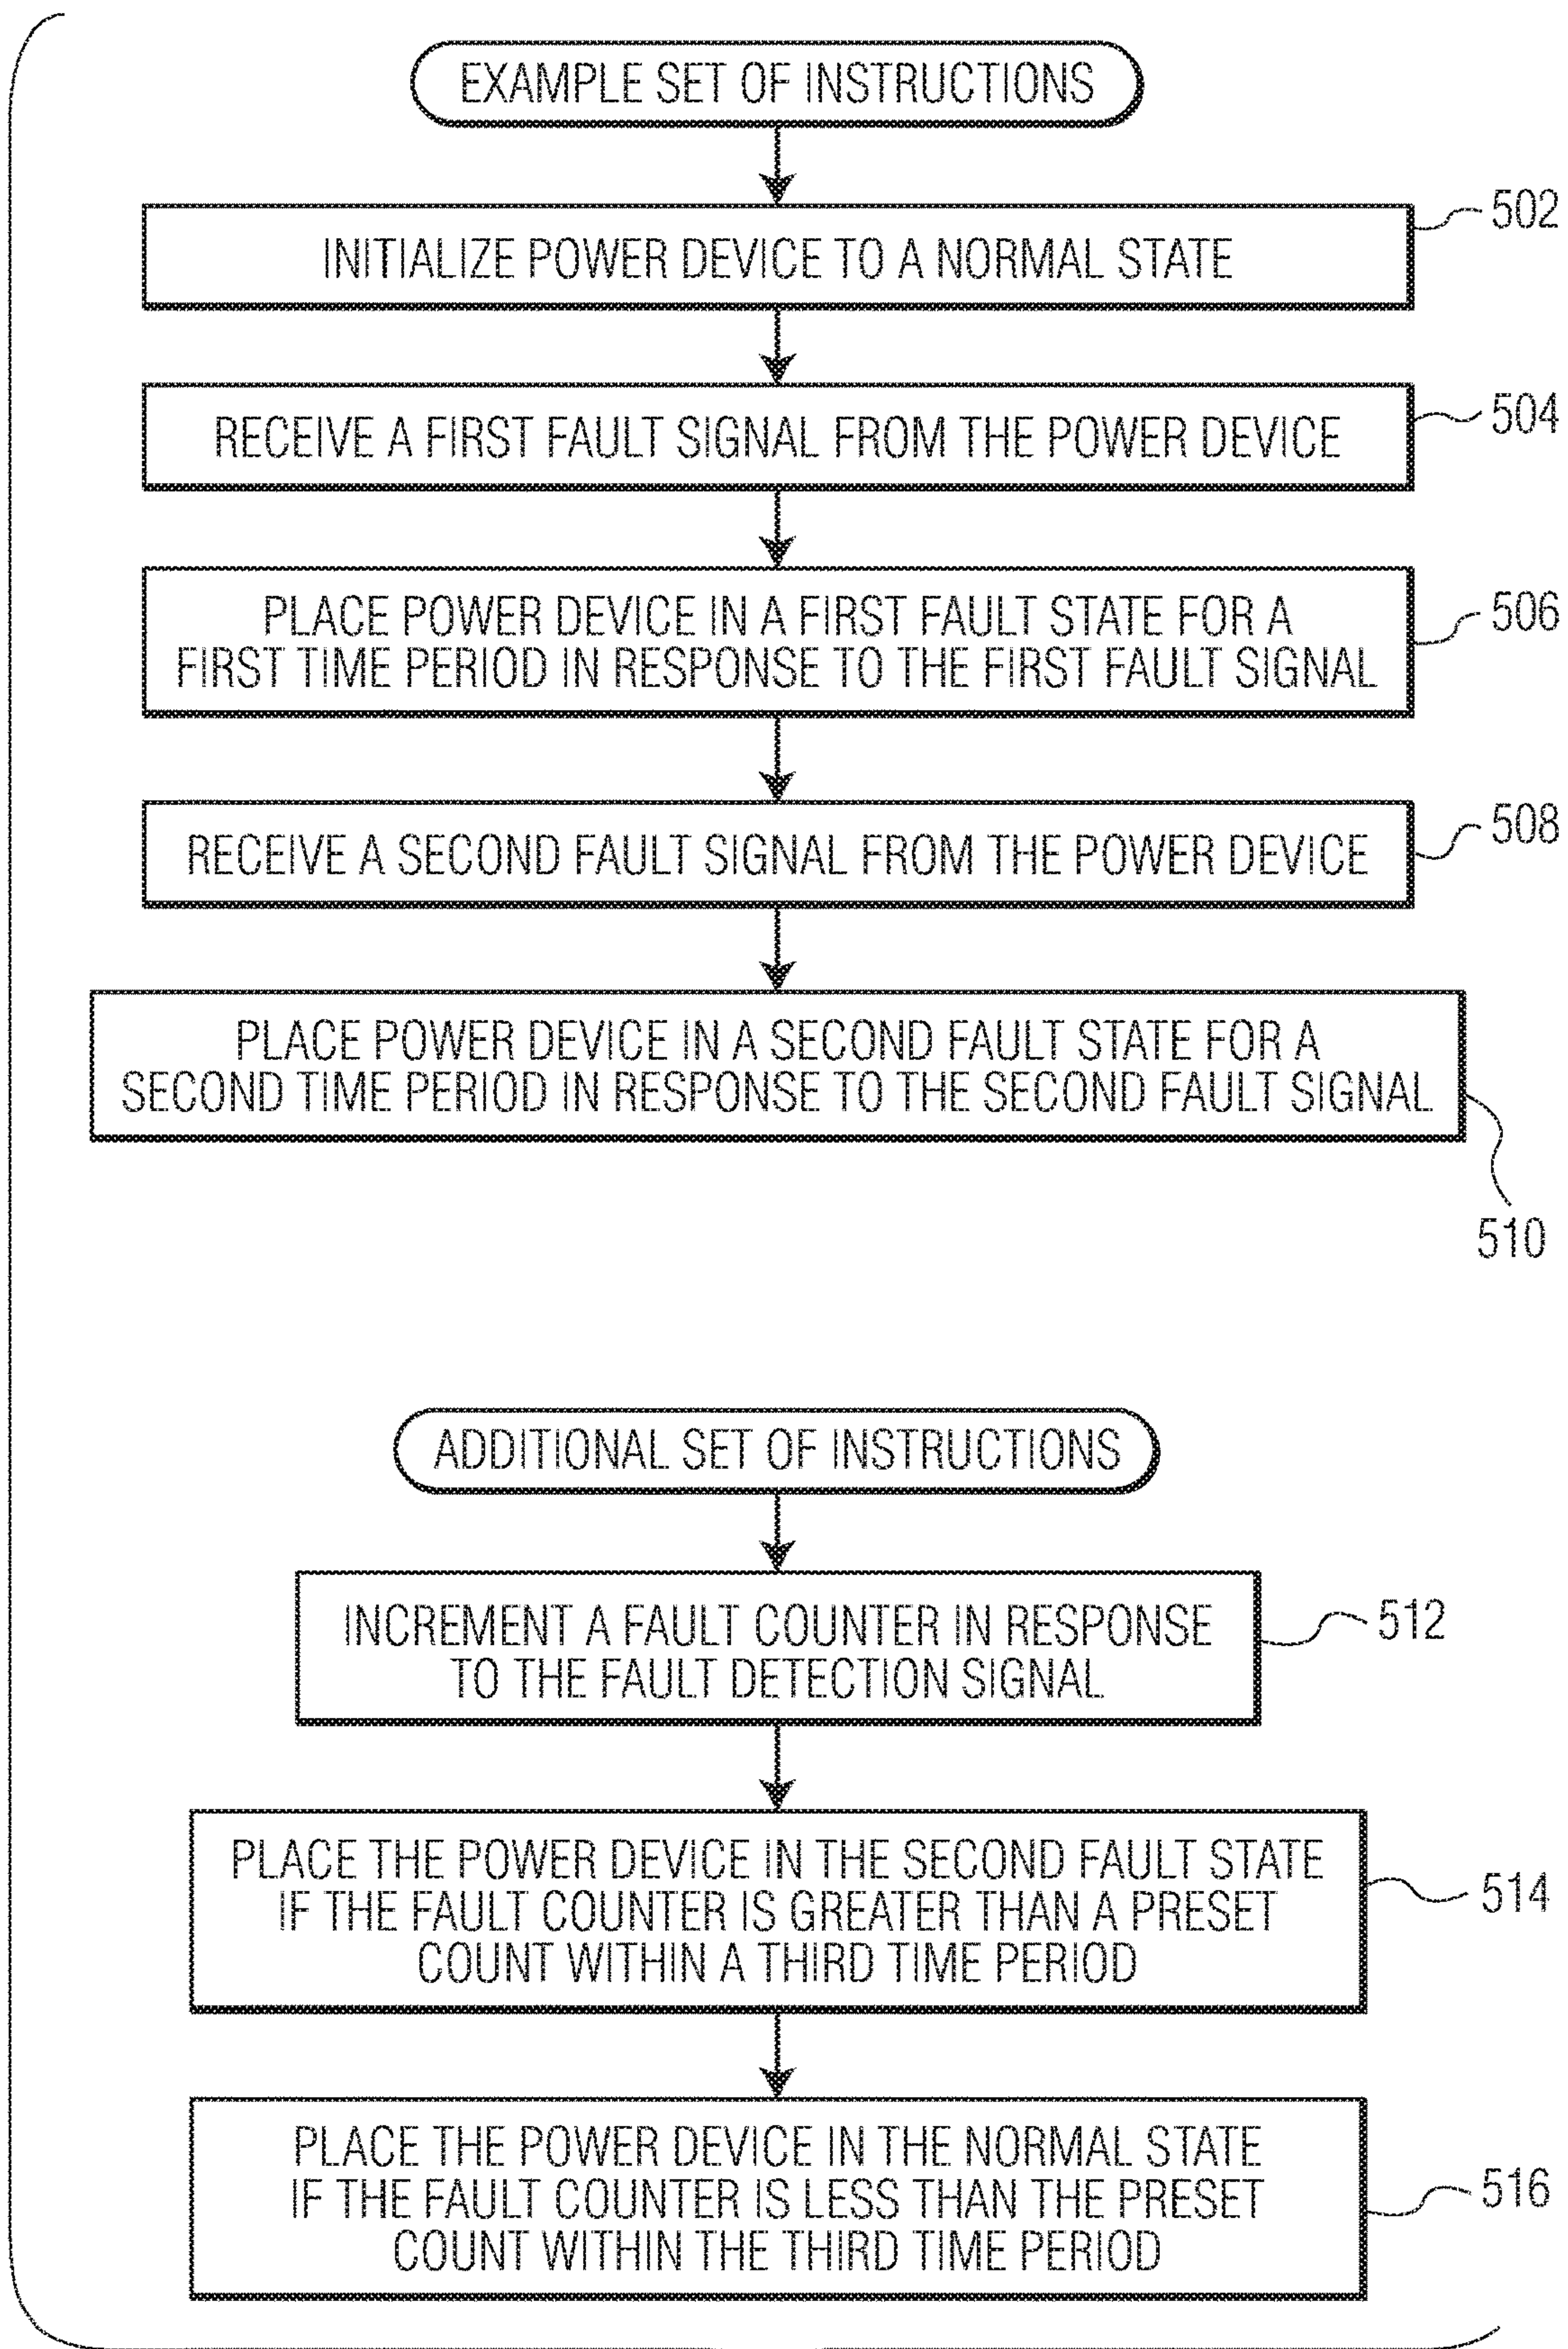 EXAMPLE SET OF INSTRUCTIONS
502
INITIALIZE POWER DEVICE TO A NORMAL STATE
504
RECEIVE A FIRST FAULT SIGNAL FROM THE POWER DEVICE
506
PLACE POWER DEVICE IN A FIRST FAULT STATE FOR A
FIRST TIME PERIOD IN RESPONSE TO THE FIRST FAULT SIGNAL
508
RECEIVE A SECOND FAULT SIGNAL FROM THE POWER DEVICE
PLACE POWER DEVICE IN A SECOND FAULT STATE FOR A
SECOND TIME PERIOD IN RESPONSE TO THE SECOND FAULT SIGNAL
510
ADDITIONAL SET OF INSTRUCTIONS
INCREMENT A FAULT COUNTER IN RESPONSE
TO THE FAULT DETECTION SIGNAL
512
PLACE THE POWER DEVICE IN THE SECOND FAULT STATE
IF THE FAULT COUNTER IS GREATER THAN A PRESET
COUNT WITHIN A THIRD TIME PERIOD
514
PLACE THE POWER DEVICE IN THE NORMAL STATE
IF THE FAULT COUNTER IS LESS THAN THE PRESET
COUNT WITHIN THE THIRD TIME PERIOD
516